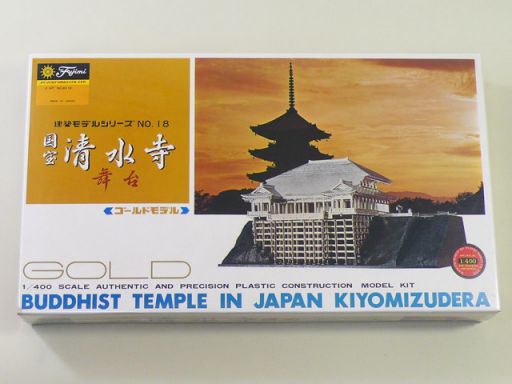 Fujimi
建築モデルシリーズ NO.18
国宝 清水寺
舞台
ゴールドモデル
GOLD
1:400
1/400 SCALE AUTHENTIC AND PRECISION PLASTIC CONSTRUCTION MODEL KIT
BUDDHIST TEMPLE IN JAPAN KIYOMIZUDERA